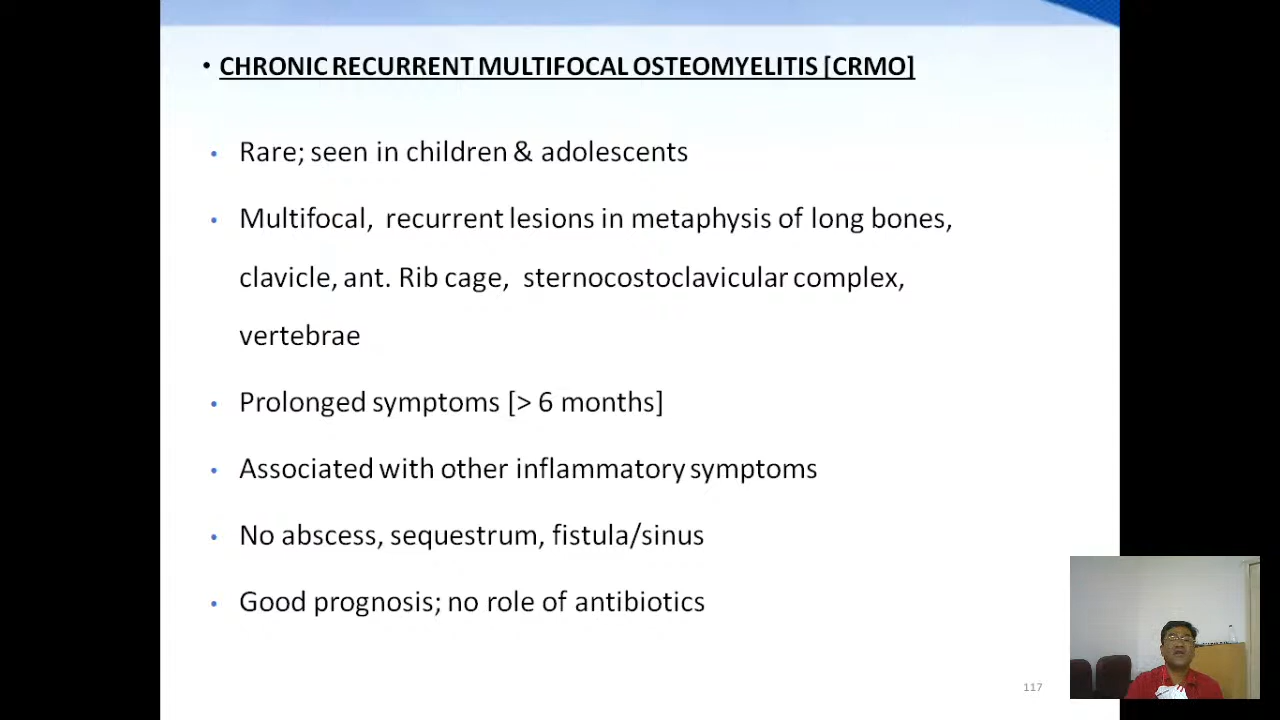 • CHRONIC RECURRENT MULTIFOCAL OSTEOMYELITIS [CRMO]
• Rare; seen in children & adolescents
• Multifocal, recurrent lesions in metaphysis of long bones,
clavicle, ant. Rib cage, sternocostoclavicular complex,
vertebrae
• Prolonged symptoms [> 6 months]
• Associated with other inflammatory symptoms
• No abscess, sequestrum, fistula/sinus
• Good prognosis; no role of antibiotics
117